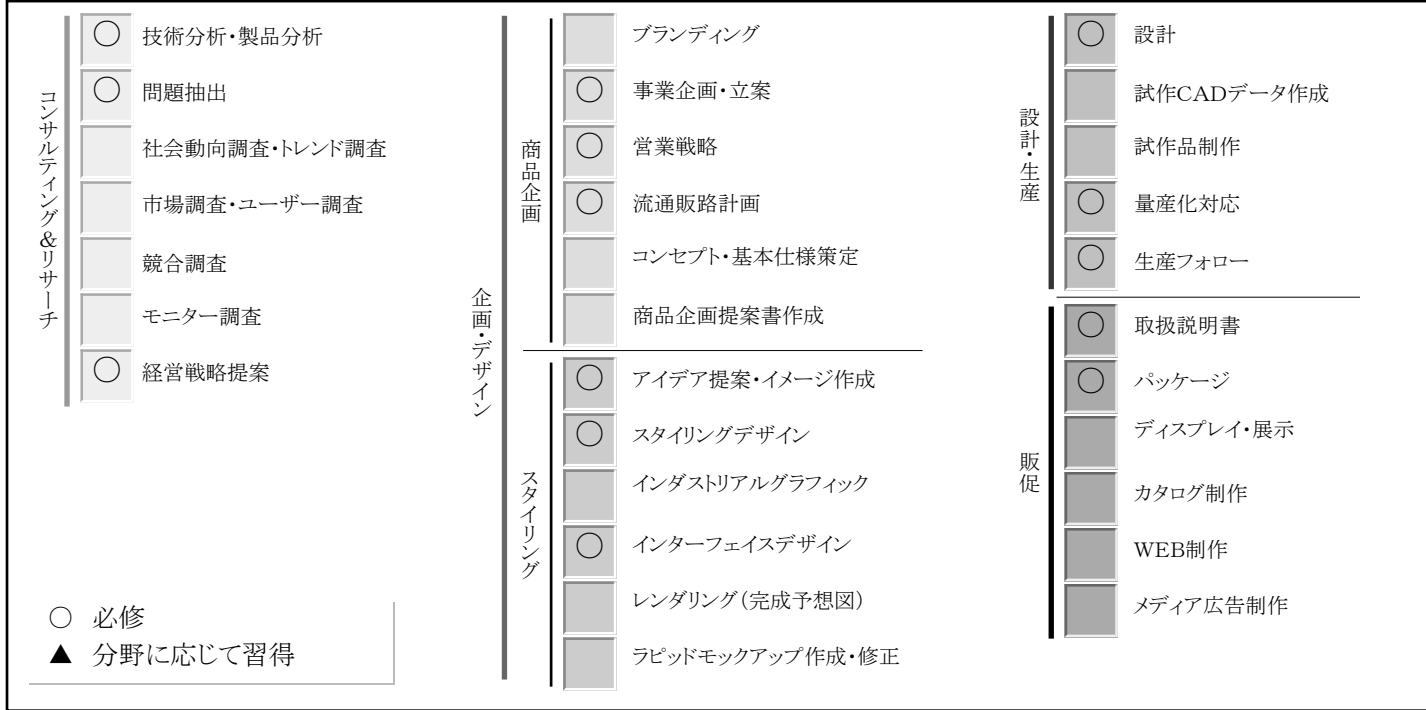 コンサルティング&リサーチ
○ 技術分析・製品分析
○ 問題抽出
社会動向調査・トレンド調査
市場調査・ユーザー調査
競合調査
モニター調査
○ 経営戦略提案
企画・デザイン
商品企画
ブランディング
○ 事業企画・立案
○ 営業戦略
○ 流通販路計画
コンセプト・基本仕様策定
商品企画提案書作成
スタイリング
○ アイデア提案・イメージ作成
○ スタイリングデザイン
インダストリアルグラフィック
○ インターフェイスデザイン
レンダリング(完成予想図)
ラピッドモックアップ作成・修正
設計・生産
○ 設計
試作CADデータ作成
試作品制作
○ 量産化対応
○ 生産フォロー
販促
○ 取扱説明書
○ パッケージ
ディスプレイ・展示
カタログ制作
WEB制作
メディア広告制作
○ 必修
▲ 分野に応じて習得